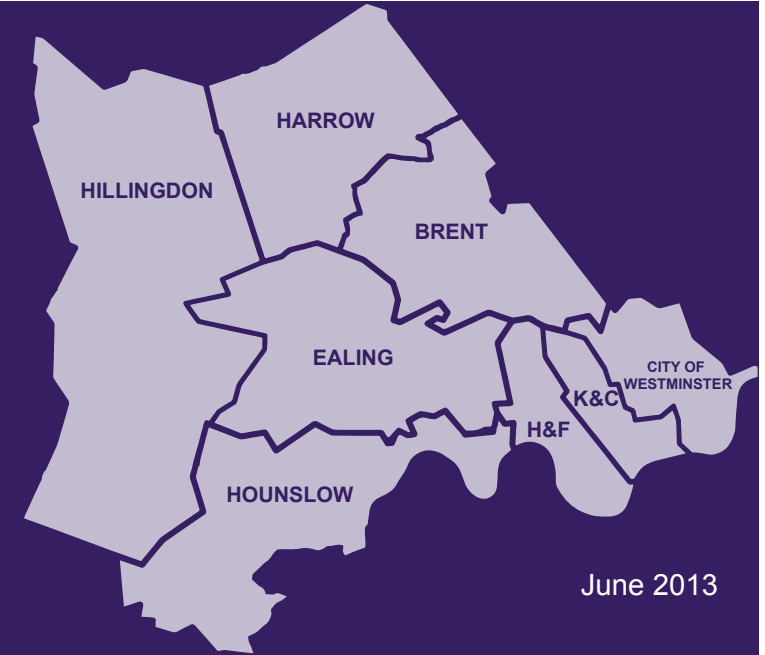 HARROW
HILLINGDON
BRENT
EALING
CITY OF
WESTMINSTER
K&C
H&F
HOUNSLOW
June 2013